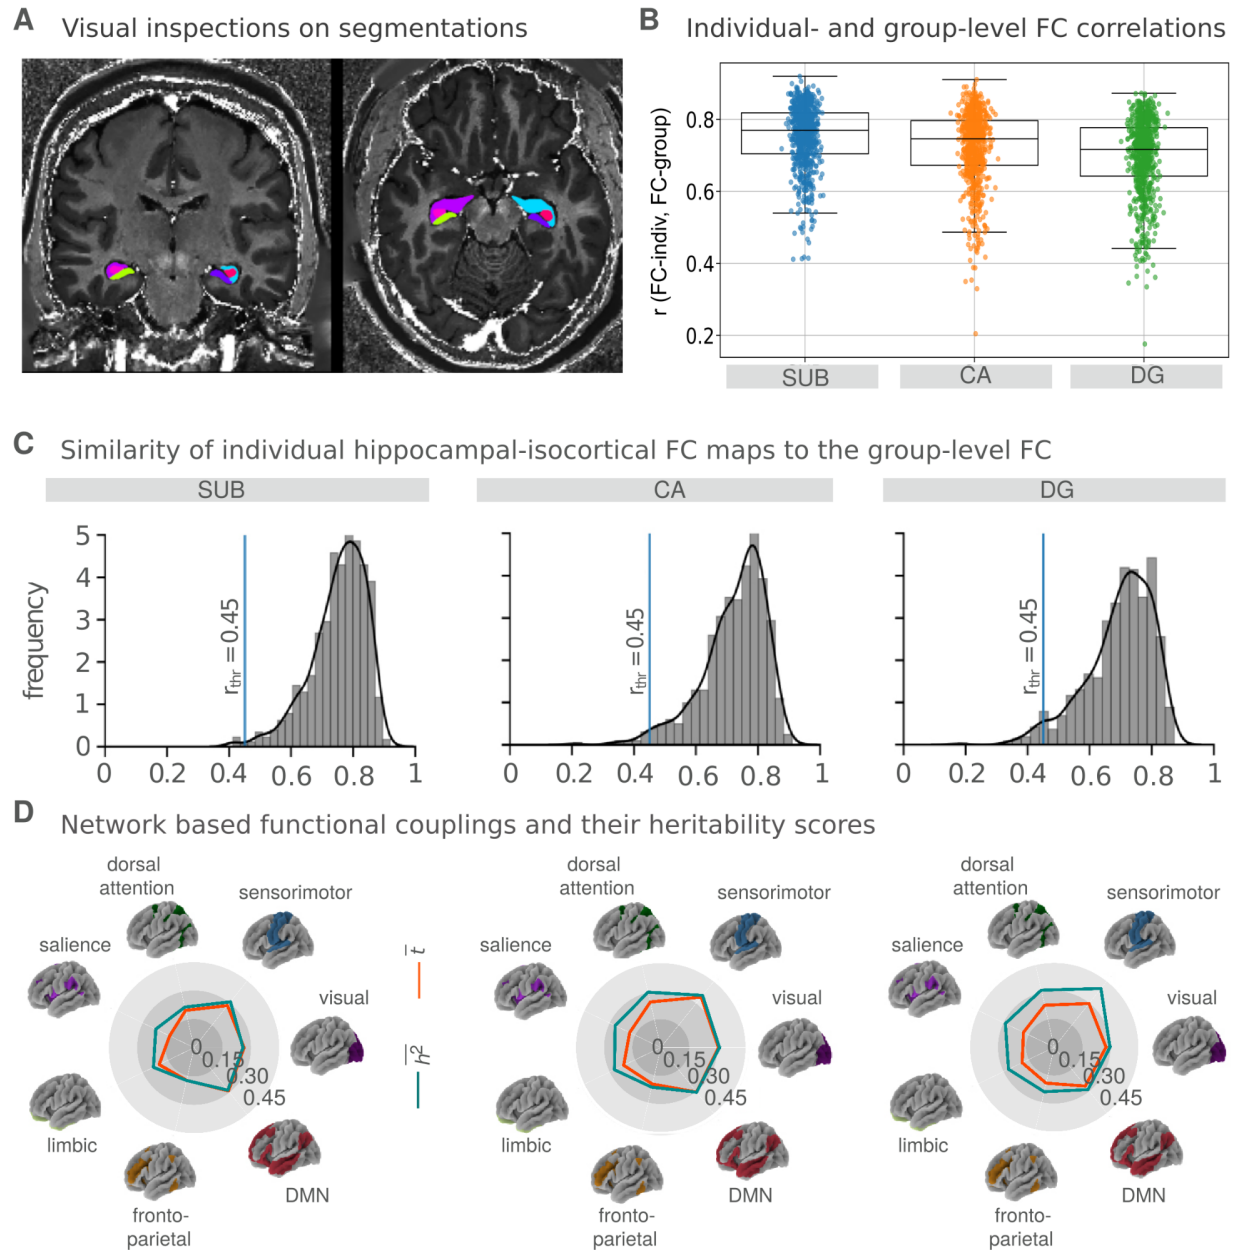 A Visual inspections on segmentations
B Individual- and group-level FC correlations
r (FC-indiv, FC-group)
0.8
0.6
0.4
0.2
SUB CA DG
C Similarity of individual hippocampal-isocortical FC maps to the group-level FC
SUB CA DG
frequency
5
4
3
2
1
0
r_thr = 0.45
r_thr = 0.45
r_thr = 0.45
0 0.2 0.4 0.6 0.8 1
0 0.2 0.4 0.6 0.8 1
0 0.2 0.4 0.6 0.8 1
D Network based functional couplings and their heritability scores
dorsal
attention
sensorimotor
salience
visual
limbic
DMN
fronto-
parietal
0
0.15
0.30
0.45
t̅
h̅²
dorsal
attention
sensorimotor
salience
visual
limbic
DMN
fronto-
parietal
0
0.15
0.30
0.45
dorsal
attention
sensorimotor
salience
visual
limbic
DMN
fronto-
parietal
0
0.15
0.30
0.45